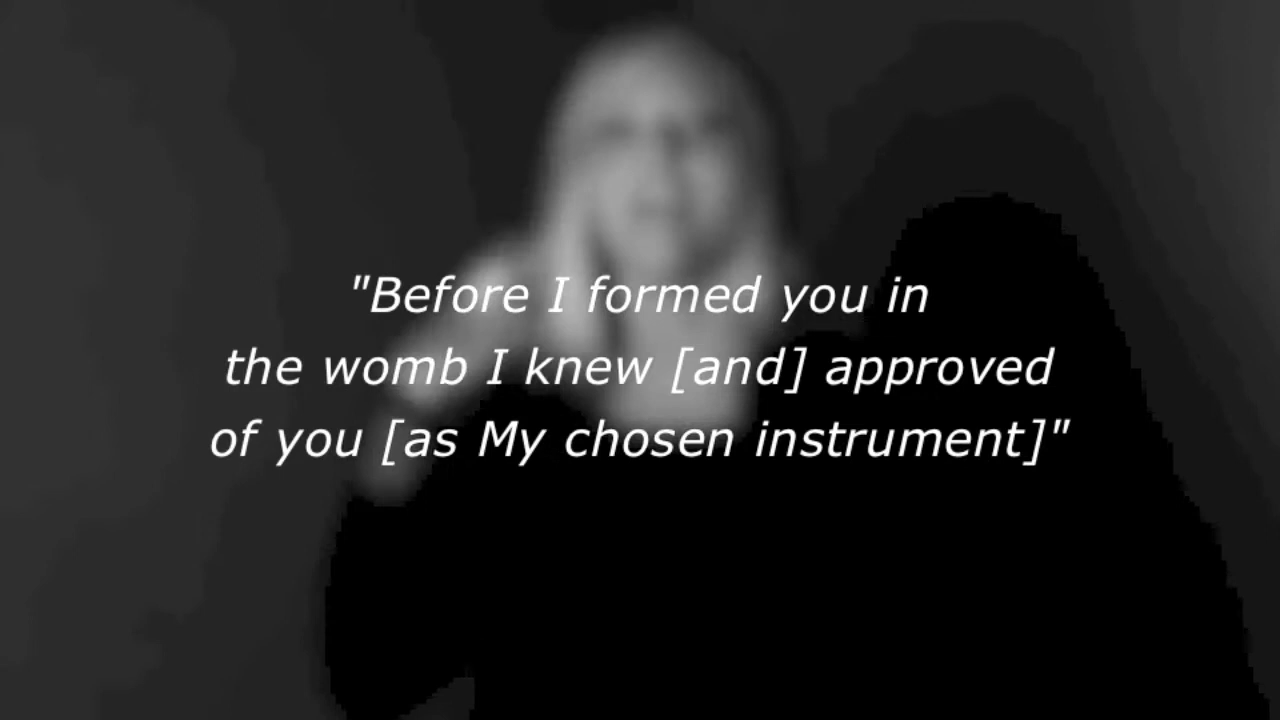 "Before I formed you in
the womb I knew [and] approved
of you [as My chosen instrument]"